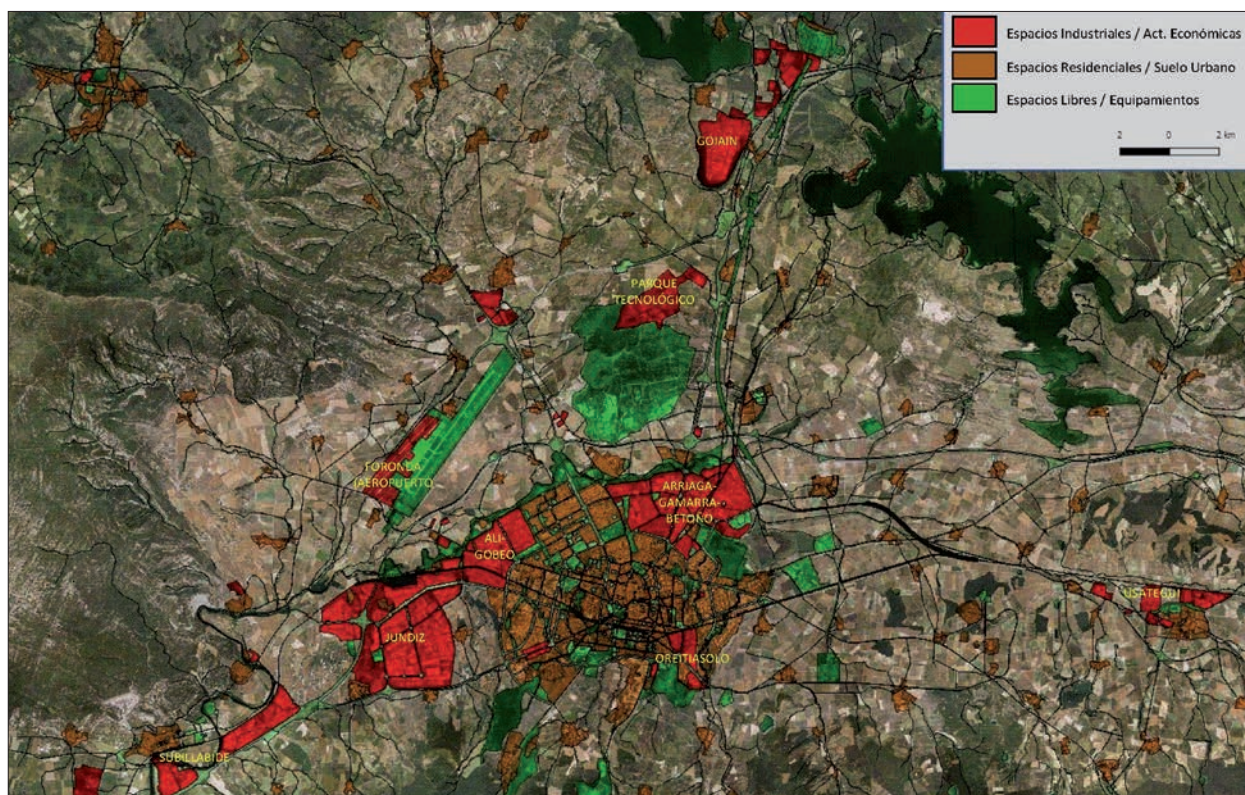 Espacios Industriales / Act. Económicas
Espacios Residenciales / Suelo Urbano
Espacios Libres / Equipamientos
2 0 2 km
GOJAIN
PARQUE
TECNOLÓGICO
FORONDA
(AEROPUERTO)
ARRIAGA-
GAMARRA-
BETOÑO
ALI-
GOBEO
JUNDIZ
OREITIASOLO
USATEGUI
SUBILLABIDE